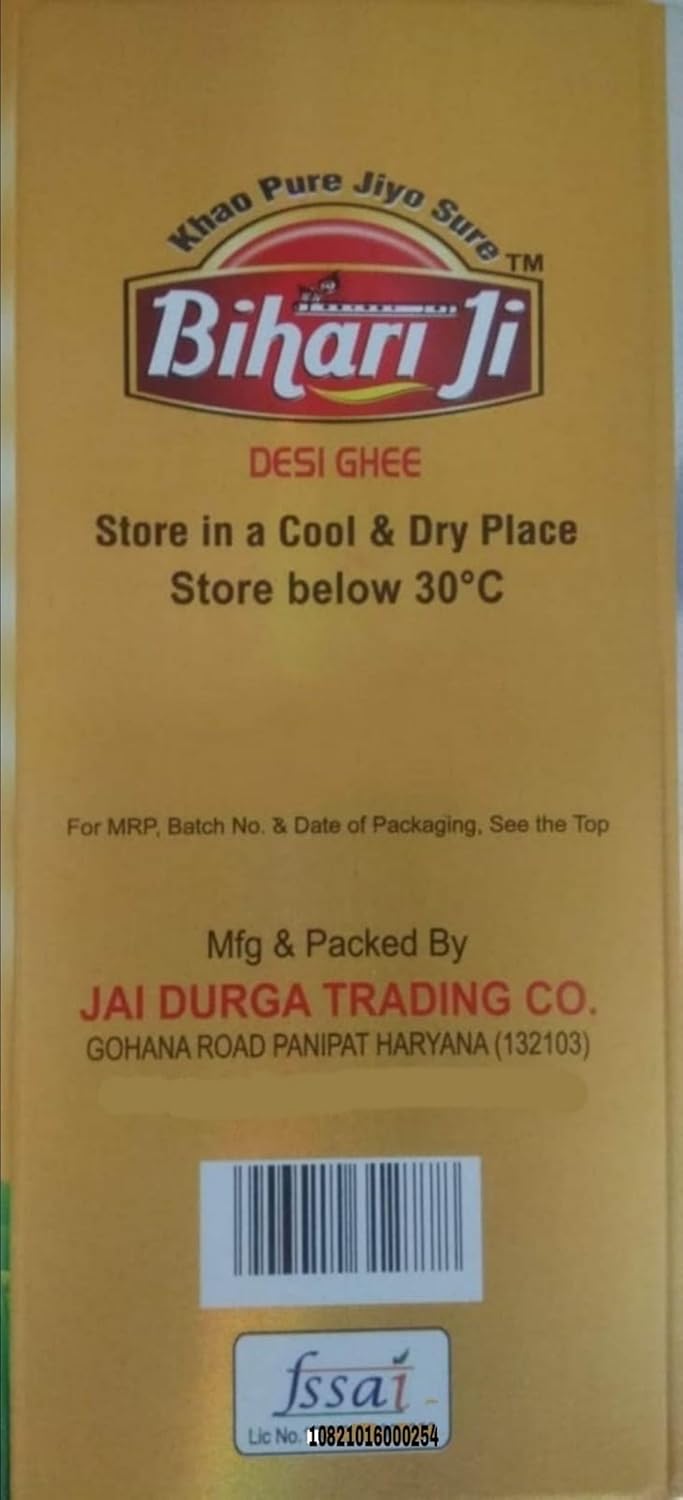 Khao Pure Jiyo Sure
TM
Bihari Ji
DESI GHEE
Store in a Cool & Dry Place
Store below 30°C
For MRP, Batch No. & Date of Packaging, See the Top
Mfg & Packed By
JAI DURGA TRADING CO.
GOHANA ROAD PANIPAT HARYANA (132103)
fssai
Lic No. 10821016000254